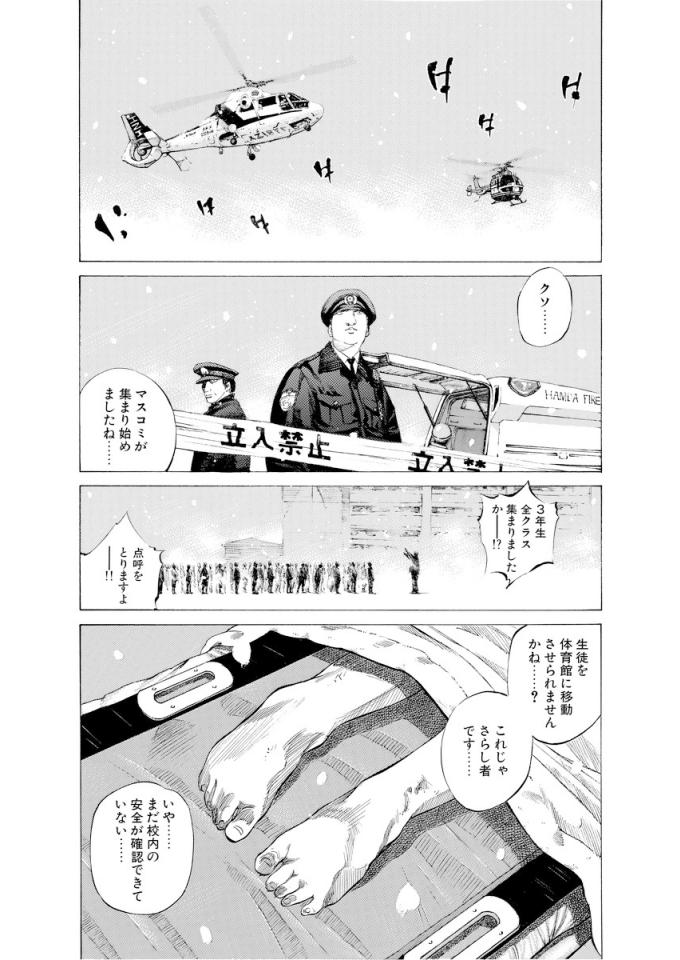 バ
バ
バ
バ
バ
バ
クソ……
HAMUA FIRE
マスコミが
集まり始め
ましたね……
立入禁止
立入禁
3年生
全クラス
集まりました
か――!?
点呼を
とりますよ
――!!
生徒を
体育館に移動
させられません
かね……?
これじゃ
さらし者
です……
いや……
まだ校内の
安全が確認できて
いない……